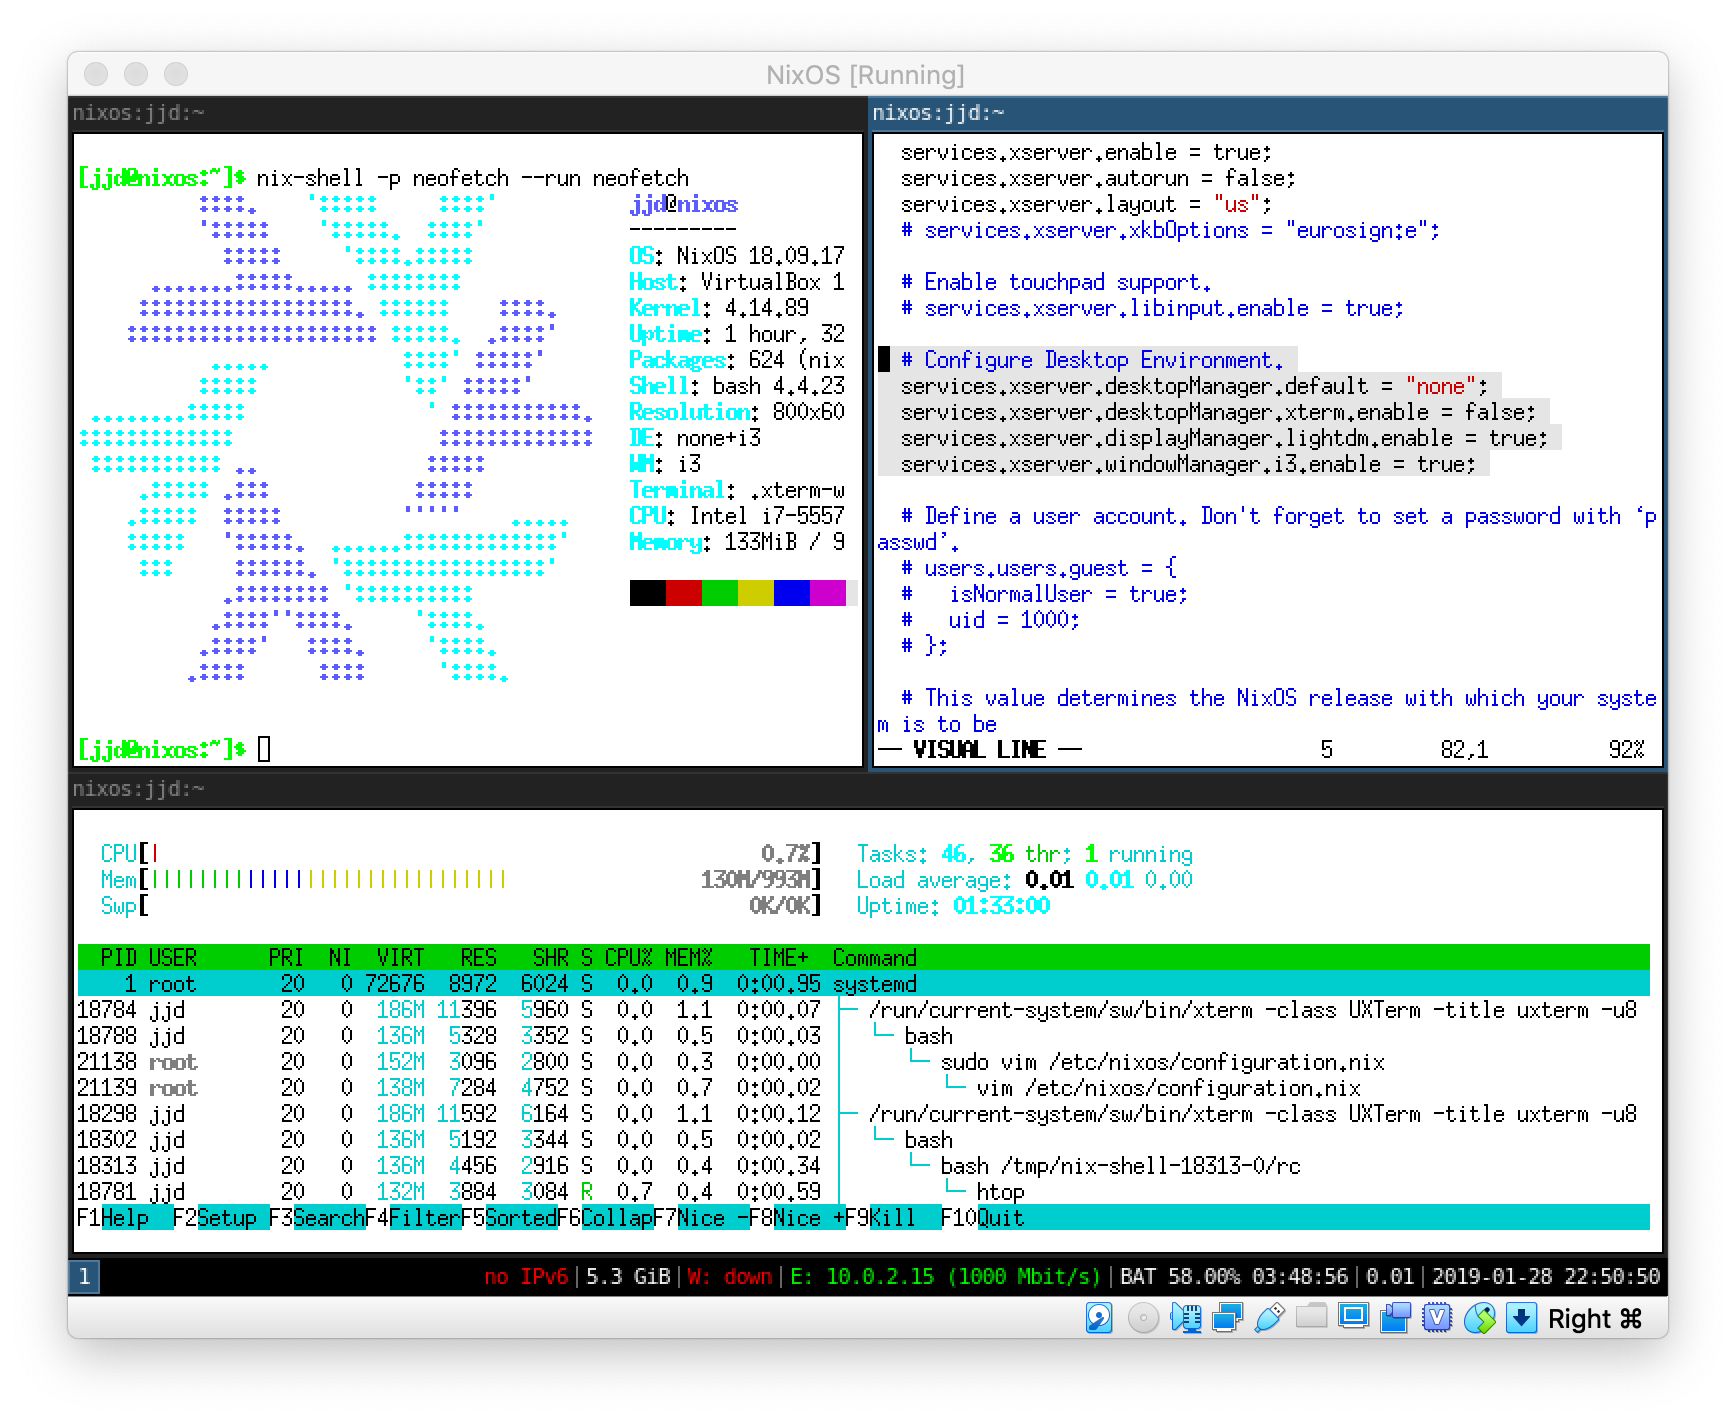 NixOS [Running]
nixos:jjd:~
[jjd@nixos:~]$ nix-shell -p neofetch --run neofetch
jjd@nixos
---------
OS: NixOS 18.09.17
Host: VirtualBox 1
Kernel: 4.14.89
Uptime: 1 hour, 32
Packages: 624 (nix
Shell: bash 4.4.23
Resolution: 800x60
DE: none+i3
WM: i3
Terminal: .xterm-w
CPU: Intel i7-5557
Memory: 133MiB / 9
[jjd@nixos:~]$
nixos:jjd:~
services.xserver.enable = true;
services.xserver.autorun = false;
services.xserver.layout = "us";
# services.xserver.xkbOptions = "eurosign:e";
# Enable touchpad support.
# services.xserver.libinput.enable = true;
# Configure Desktop Environment.
services.xserver.desktopManager.default = "none";
services.xserver.desktopManager.xterm.enable = false;
services.xserver.displayManager.lightdm.enable = true;
services.xserver.windowManager.i3.enable = true;
# Define a user account. Don't forget to set a password with ‘p
asswd’.
# users.users.guest = {
#   isNormalUser = true;
#   uid = 1000;
# };
# This value determines the NixOS release with which your syste
m is to be
-- VISUAL LINE -- 5 82,1 92%
nixos:jjd:~
CPU[| 0.7%] Tasks: 46, 36 thr; 1 running
Mem[|||||||||||||||||||||||||||||| 130M/993M] Load average: 0.01 0.01 0.00
Swp[ 0K/0K] Uptime: 01:33:00
PID USER PRI NI VIRT RES SHR S CPU% MEM% TIME+ Command
1 root 20 0 72676 8972 6024 S 0.0 0.9 0:00.95 systemd
18784 jjd 20 0 186M 11396 5960 S 0.0 1.1 0:00.07 ├─ /run/current-system/sw/bin/xterm -class UXTerm -title uxterm -u8
18788 jjd 20 0 136M 5328 3352 S 0.0 0.5 0:00.03 │ └─ bash
21138 root 20 0 152M 3096 2800 S 0.0 0.3 0:00.00 │ └─ sudo vim /etc/nixos/configuration.nix
21139 root 20 0 138M 7284 4752 S 0.0 0.7 0:00.02 │ └─ vim /etc/nixos/configuration.nix
18298 jjd 20 0 186M 11592 6164 S 0.0 1.1 0:00.12 ├─ /run/current-system/sw/bin/xterm -class UXTerm -title uxterm -u8
18302 jjd 20 0 136M 5192 3344 S 0.0 0.5 0:00.02 │ └─ bash
18313 jjd 20 0 136M 4456 2916 S 0.0 0.4 0:00.34 │ └─ bash /tmp/nix-shell-18313-0/rc
18781 jjd 20 0 132M 3884 3084 R 0.7 0.4 0:00.59 │ └─ htop
F1Help F2Setup F3SearchF4FilterF5SortedF6CollapF7Nice -F8Nice +F9Kill F10Quit
1 no IPv6|5.3 GiB|W: down|E: 10.0.2.15 (1000 Mbit/s)|BAT 58.00% 03:48:56|0.01|2019-01-28 22:50:50
V Right ⌘